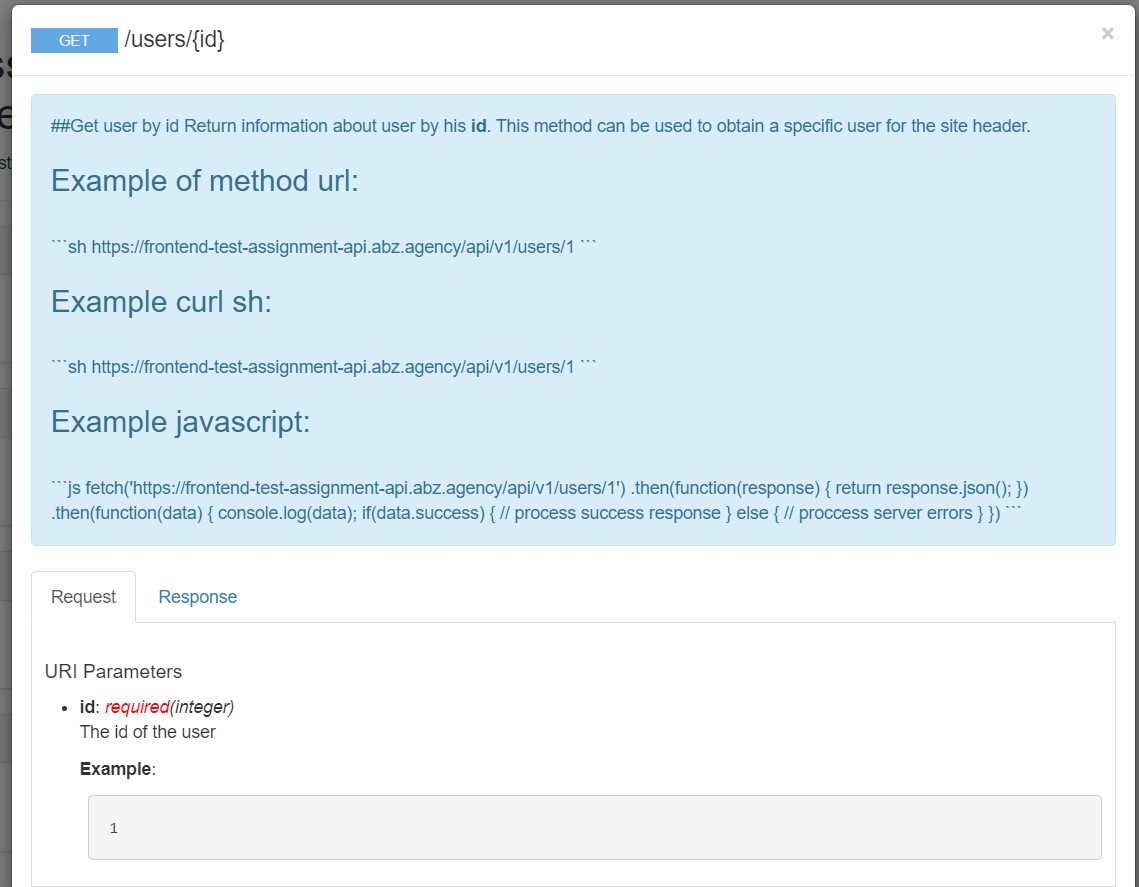 GET /users/{id} ×
##Get user by id Return information about user by his id. This method can be used to obtain a specific user for the site header.
Example of method url:
```sh https://frontend-test-assignment-api.abz.agency/api/v1/users/1 ```
Example curl sh:
```sh https://frontend-test-assignment-api.abz.agency/api/v1/users/1 ```
Example javascript:
```js fetch('https://frontend-test-assignment-api.abz.agency/api/v1/users/1') .then(function(response) { return response.json(); })
.then(function(data) { console.log(data); if(data.success) { // process success response } else { // proccess server errors } }) ```
Request Response
URI Parameters
• id: required(integer)
The id of the user
Example:
1